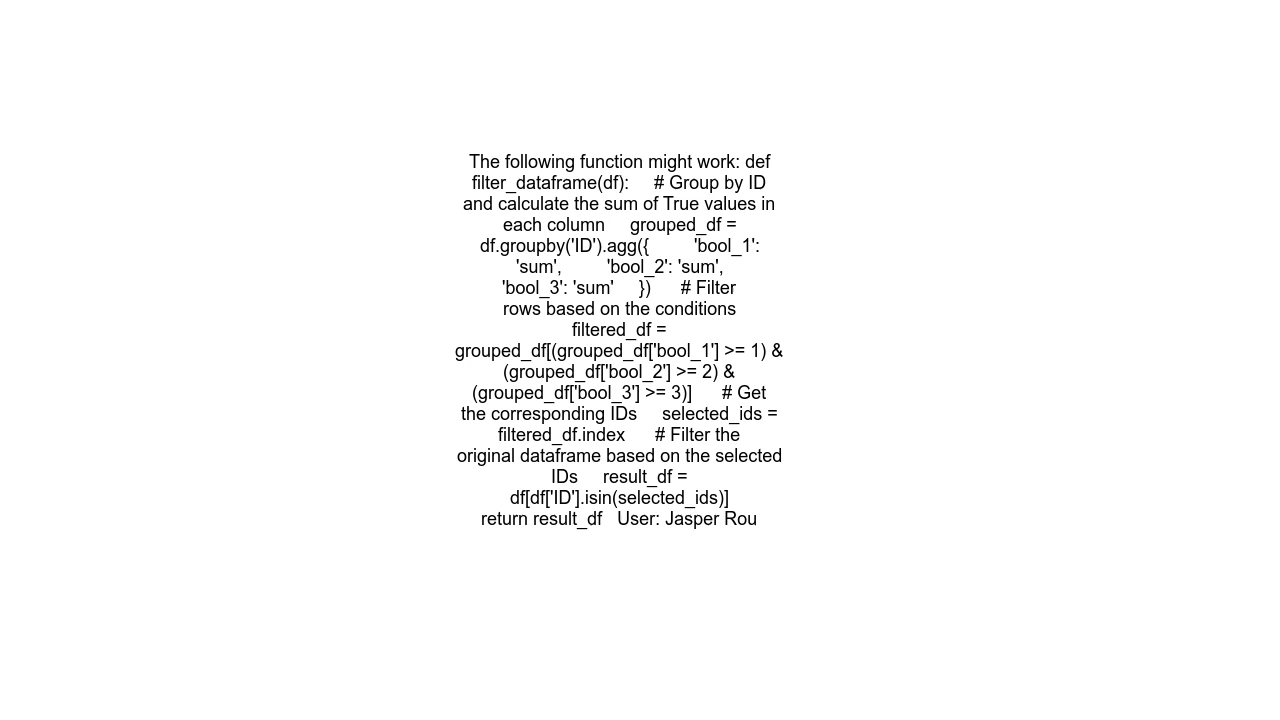 The following function might work: def
filter_dataframe(df):     # Group by ID
and calculate the sum of True values in
each column     grouped_df =
df.groupby('ID').agg({         'bool_1':
'sum',         'bool_2': 'sum',
'bool_3': 'sum'     })      # Filter
rows based on the conditions
filtered_df =
grouped_df[(grouped_df['bool_1'] >= 1) &
(grouped_df['bool_2'] >= 2) &
(grouped_df['bool_3'] >= 3)]      # Get
the corresponding IDs     selected_ids =
filtered_df.index      # Filter the
original dataframe based on the selected
IDs     result_df =
df[df['ID'].isin(selected_ids)]
return result_df   User: Jasper Rou